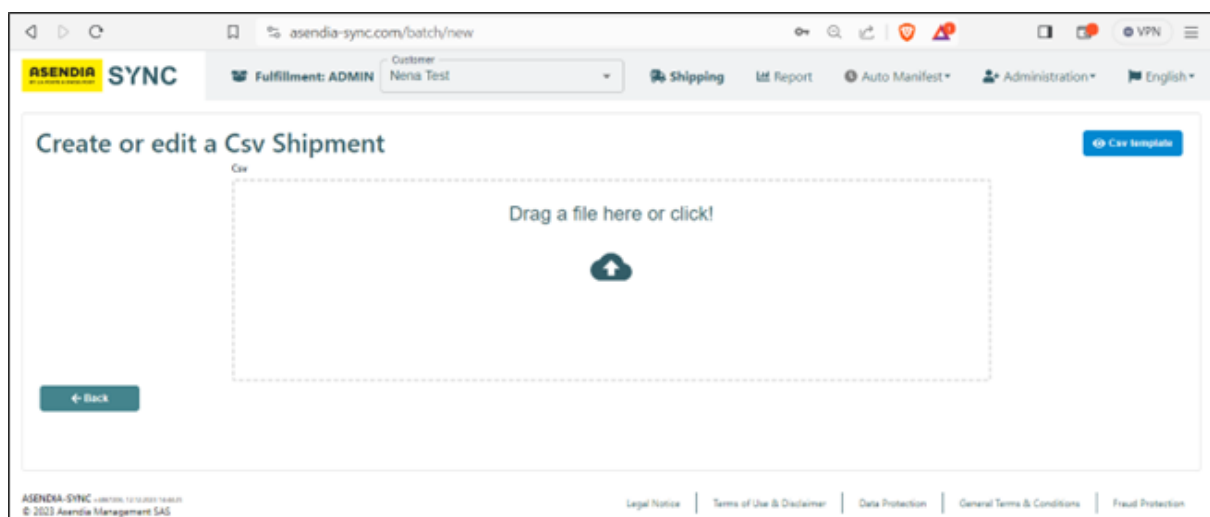 asendia-sync.com/batch/new
VPN
ASENDIA SYNC
Fulfillment: ADMIN
Customer
Nena Test
Shipping
Report
Auto Manifest
Administration
English
Create or edit a Csv Shipment
Csv template
Csv
Drag a file here or click!
Back
ASENDIA-SYNC
© 2023 Asendia Management SAS
Legal Notice
Terms of Use & Disclaimer
Data Protection
General Terms & Conditions
Fraud Protection